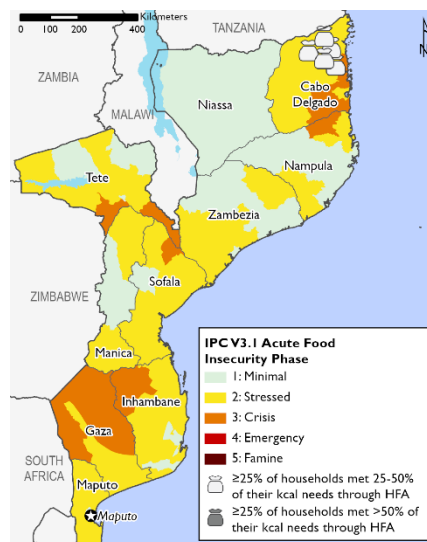 0 100 200 400
Kilometers
TANZANIA
ZAMBIA
MALAWI
Cabo
Delgado
Niassa
Nampula
Tete
Zambezia
Sofala
ZIMBABWE
Manica
Inhambane
Gaza
SOUTH
AFRICA
Maputo
Maputo
IPC V3.1 Acute Food
Insecurity Phase
1: Minimal
2: Stressed
3: Crisis
4: Emergency
5: Famine
≥25% of households met 25-50%
of their kcal needs through HFA
≥25% of households met >50% of
their kcal needs through HFA